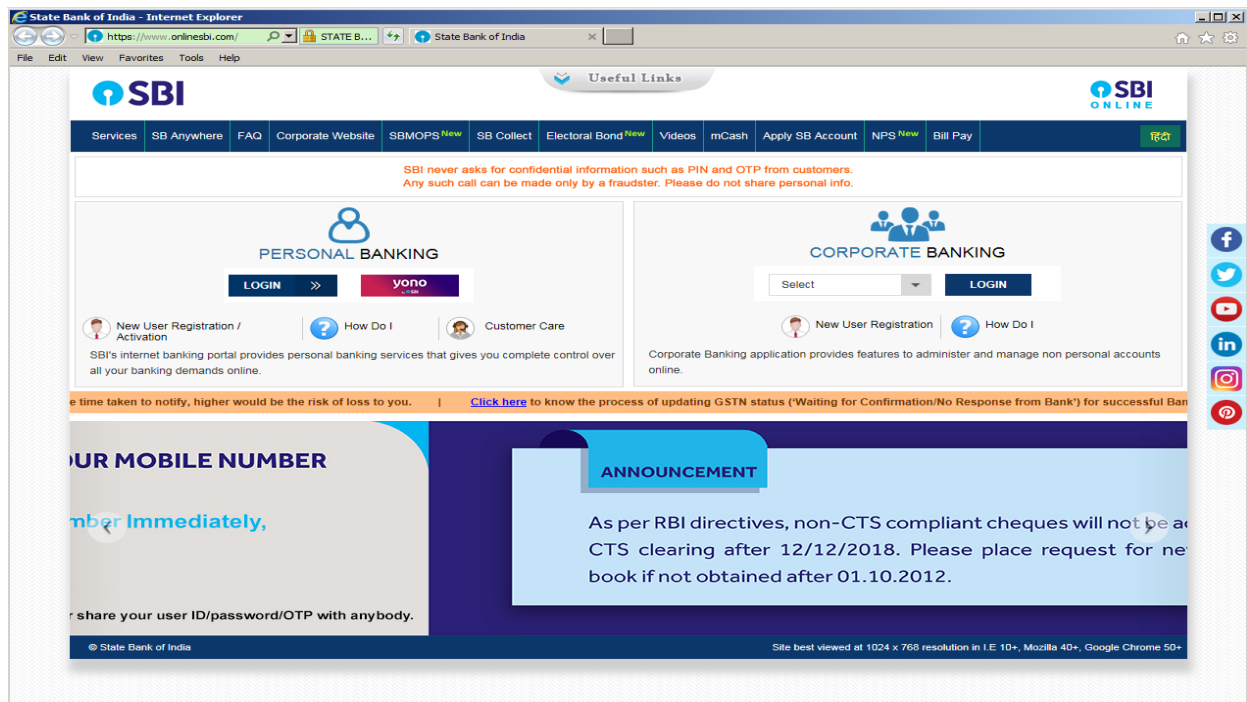 State Bank of India - Internet Explorer
https://www.onlinesbi.com/
STATE B...
State Bank of India
File Edit View Favorites Tools Help
Useful Links
SBI
SBI
ONLINE
Services SB Anywhere FAQ Corporate Website SBMOPS New SB Collect Electoral Bond New Videos mCash Apply SB Account NPS New Bill Pay हिंदी
SBI never asks for confidential information such as PIN and OTP from customers.
Any such call can be made only by a fraudster. Please do not share personal info.
PERSONAL BANKING
LOGIN »
yono
by SBI
New User Registration /
Activation
How Do I
Customer Care
SBI's internet banking portal provides personal banking services that gives you complete control over
all your banking demands online.
CORPORATE BANKING
Select
LOGIN
New User Registration
How Do I
Corporate Banking application provides features to administer and manage non personal accounts
online.
e time taken to notify, higher would be the risk of loss to you. | Click here to know the process of updating GSTN status ('Waiting for Confirmation/No Response from Bank') for successful Ban
OUR MOBILE NUMBER
mber Immediately,
r share your user ID/password/OTP with anybody.
ANNOUNCEMENT
As per RBI directives, non-CTS compliant cheques will not be ac
CTS clearing after 12/12/2018. Please place request for ne
book if not obtained after 01.10.2012.
© State Bank of India
Site best viewed at 1024 x 768 resolution in I.E 10+, Mozilla 40+, Google Chrome 50+